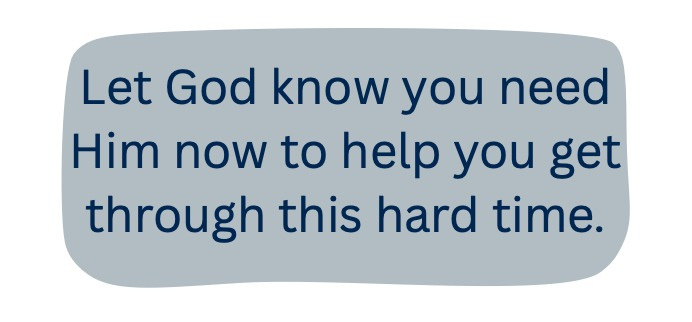 Let God know you need
Him now to help you get
through this hard time.